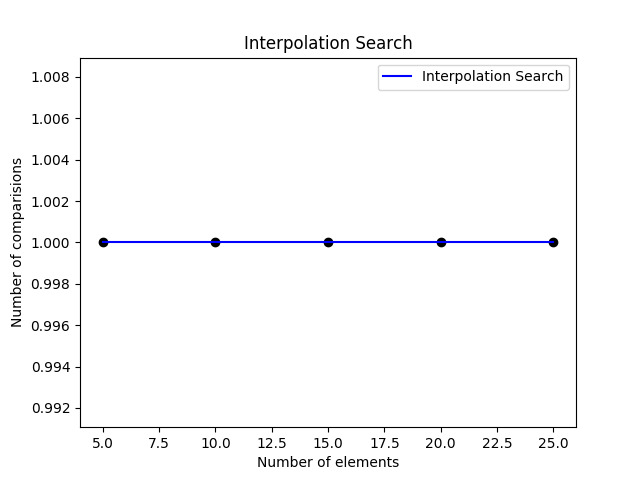 Interpolation Search
Interpolation Search
1.008
1.006
1.004
1.002
1.000
0.998
0.996
0.994
0.992
Number of comparisions
5.0 7.5 10.0 12.5 15.0 17.5 20.0 22.5 25.0
Number of elements